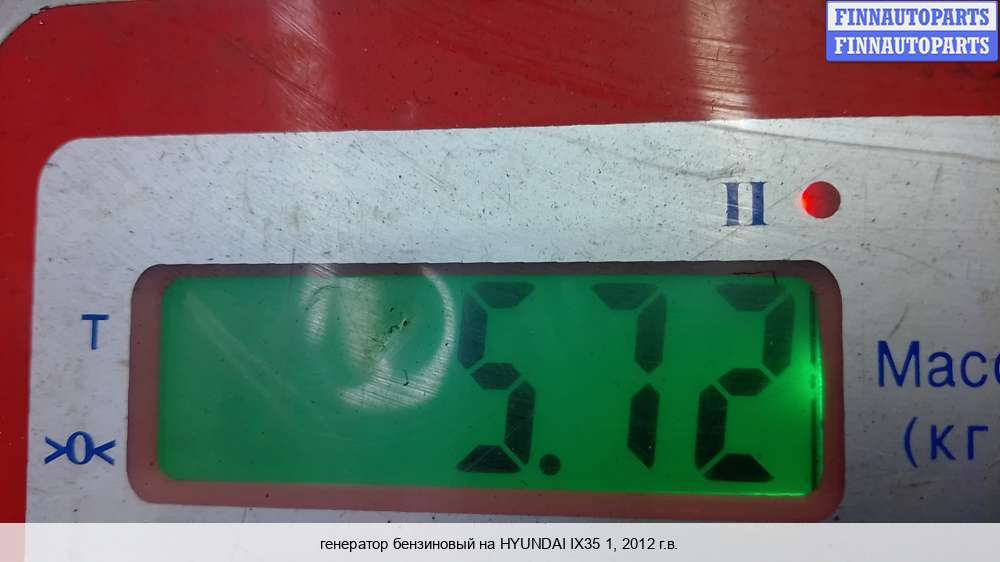 FINNAUTOPARTS
FINNAUTOPARTS
II
T
5.72
Масс
>0<
(кг
генератор бензиновый на HYUNDAI IX35 1, 2012 г.в.